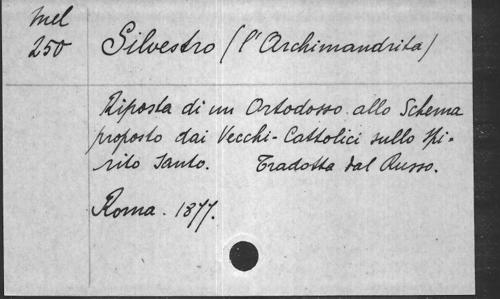 Mel
250
Silvestro (l'Archimandrita)
Riposta di un Ortodosso allo Schema
proposto dai Vecchi-Cattolici sullo Spi-
rito Santo. Tradotta dal Russo.
Roma. 1877.